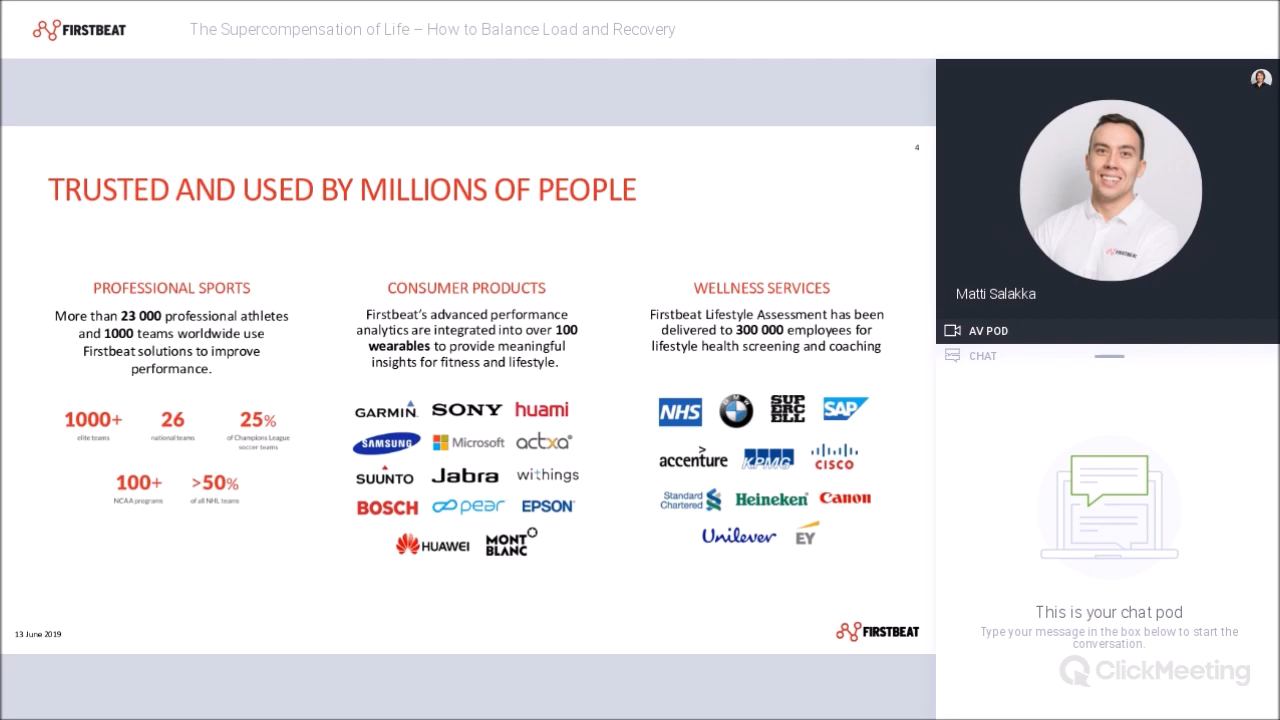 FIRSTBEAT
The Supercompensation of Life – How to Balance Load and Recovery
4
TRUSTED AND USED BY MILLIONS OF PEOPLE
PROFESSIONAL SPORTS
More than 23 000 professional athletes
and 1000 teams worldwide use
Firstbeat solutions to improve
performance.
1000+
elite teams
26
national teams
25%
of Champions League
soccer teams
100+
NCAA programs
>50%
of all NHL teams
CONSUMER PRODUCTS
Firstbeat's advanced performance
analytics are integrated into over 100
wearables to provide meaningful
insights for fitness and lifestyle.
GARMIN SONY huami
SAMSUNG Microsoft actxa
SUUNTO Jabra withings
BOSCH pear EPSON
HUAWEI MONT
BLANC
WELLNESS SERVICES
Firstbeat Lifestyle Assessment has been
delivered to 300 000 employees for
lifestyle health screening and coaching
NHS BMW SUP
ERC
ELL SAP
accenture KPMG CISCO
Standard
Chartered Heineken Canon
Unilever EY
13 June 2019
FIRSTBEAT
FIRSTBEAT
Matti Salakka
AV POD
CHAT
This is your chat pod
Type your message in the box below to start the
conversation.
ClickMeeting